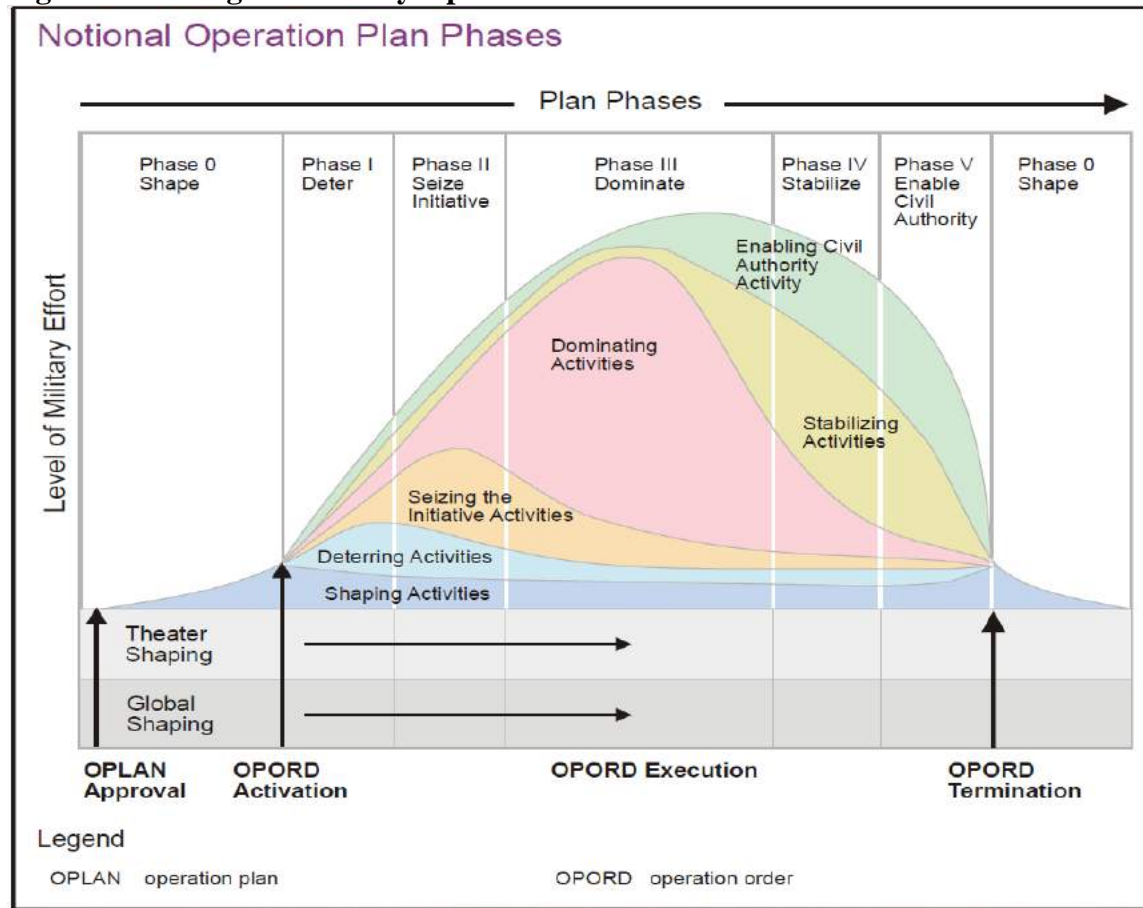 Notional Operation Plan Phases
Plan Phases
Phase 0
Shape
Phase I
Deter
Phase II
Seize
Initiative
Phase III
Dominate
Phase IV
Stabilize
Phase V
Enable
Civil
Authority
Phase 0
Shape
Level of Military Effort
Enabling Civil
Authority
Activity
Dominating
Activities
Stabilizing
Activities
Seizing the
Initiative Activities
Deterring Activities
Shaping Activities
Theater
Shaping
Global
Shaping
OPLAN
Approval
OPORD
Activation
OPORD Execution
OPORD
Termination
Legend
OPLAN operation plan
OPORD operation order